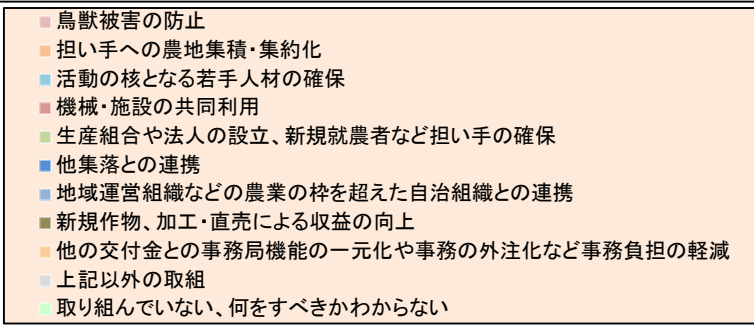 鳥獣被害の防止
担い手への農地集積・集約化
活動の核となる若手人材の確保
機械・施設の共同利用
生産組合や法人の設立、新規就農者など担い手の確保
他集落との連携
地域運営組織などの農業の枠を超えた自治組織との連携
新規作物、加工・直売による収益の向上
他の交付金との事務局機能の一元化や事務の外注化など事務負担の軽減
上記以外の取組
取り組んでいない、何をすべきかわからない